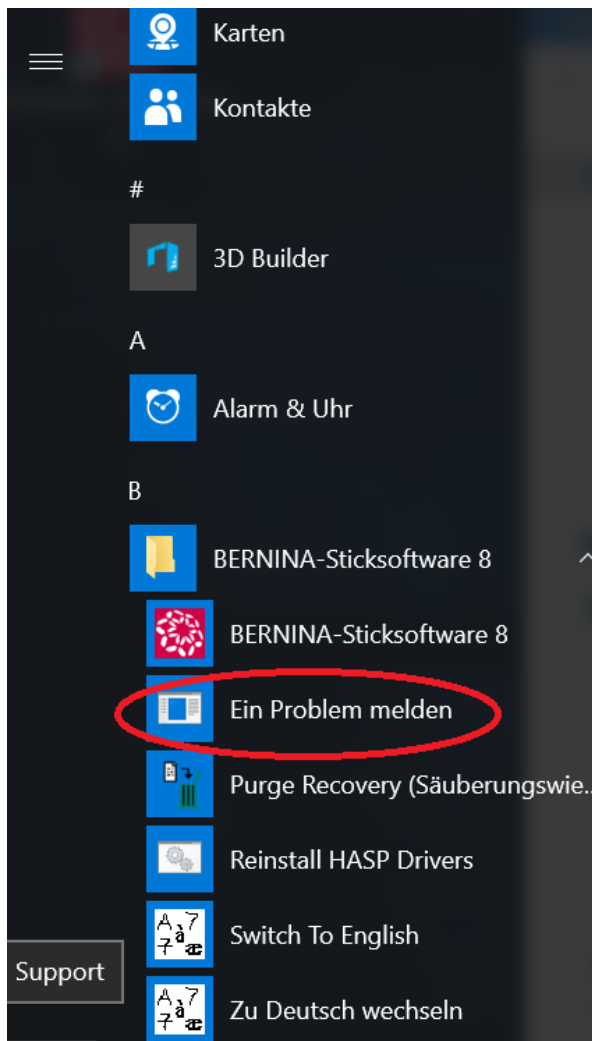 Karten
Kontakte
#
3D Builder
A
Alarm & Uhr
B
BERNINA-Sticksoftware 8
BERNINA-Sticksoftware 8
Ein Problem melden
Purge Recovery (Säuberungswie..
Reinstall HASP Drivers
Switch To English
Support
Zu Deutsch wechseln